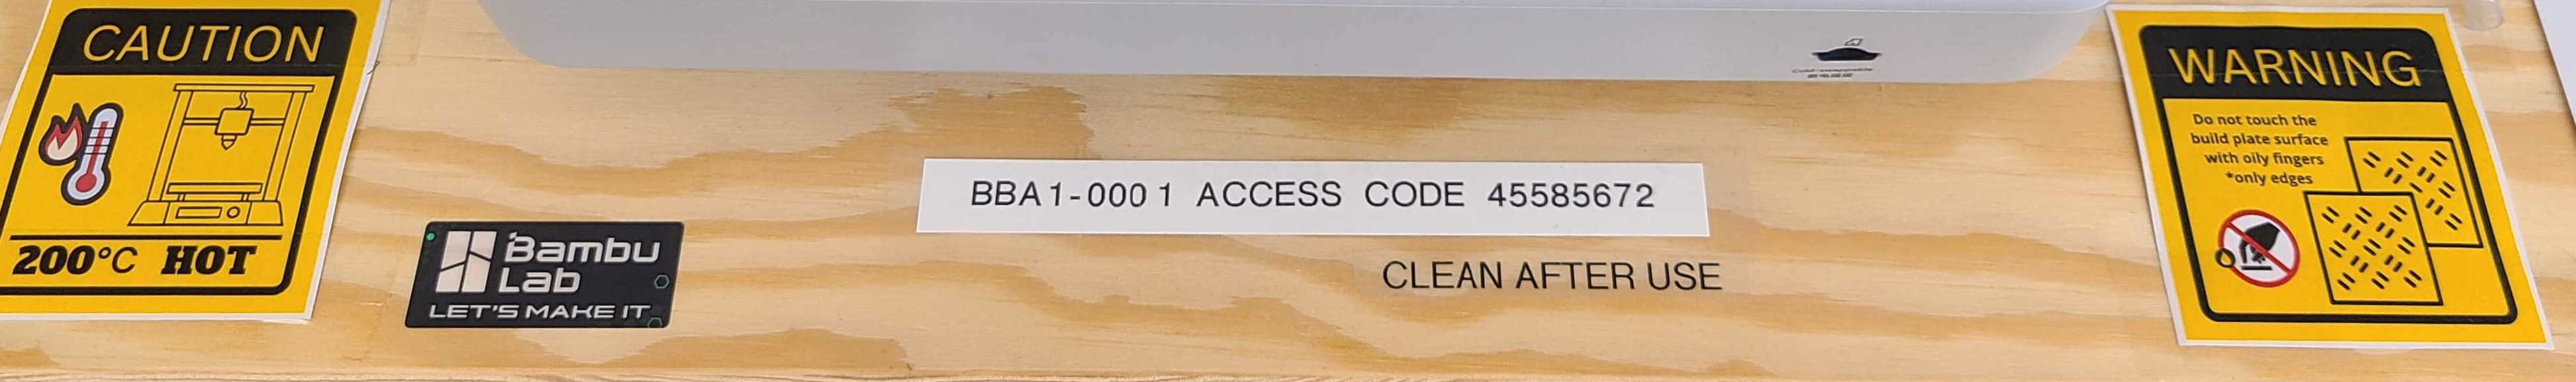 CAUTION
200°C HOT
Bambu
Lab
LET'S MAKE IT
BBA1-0001 ACCESS CODE 45585672
CLEAN AFTER USE
WARNING
Do not touch the
build plate surface
with oily fingers
*only edges